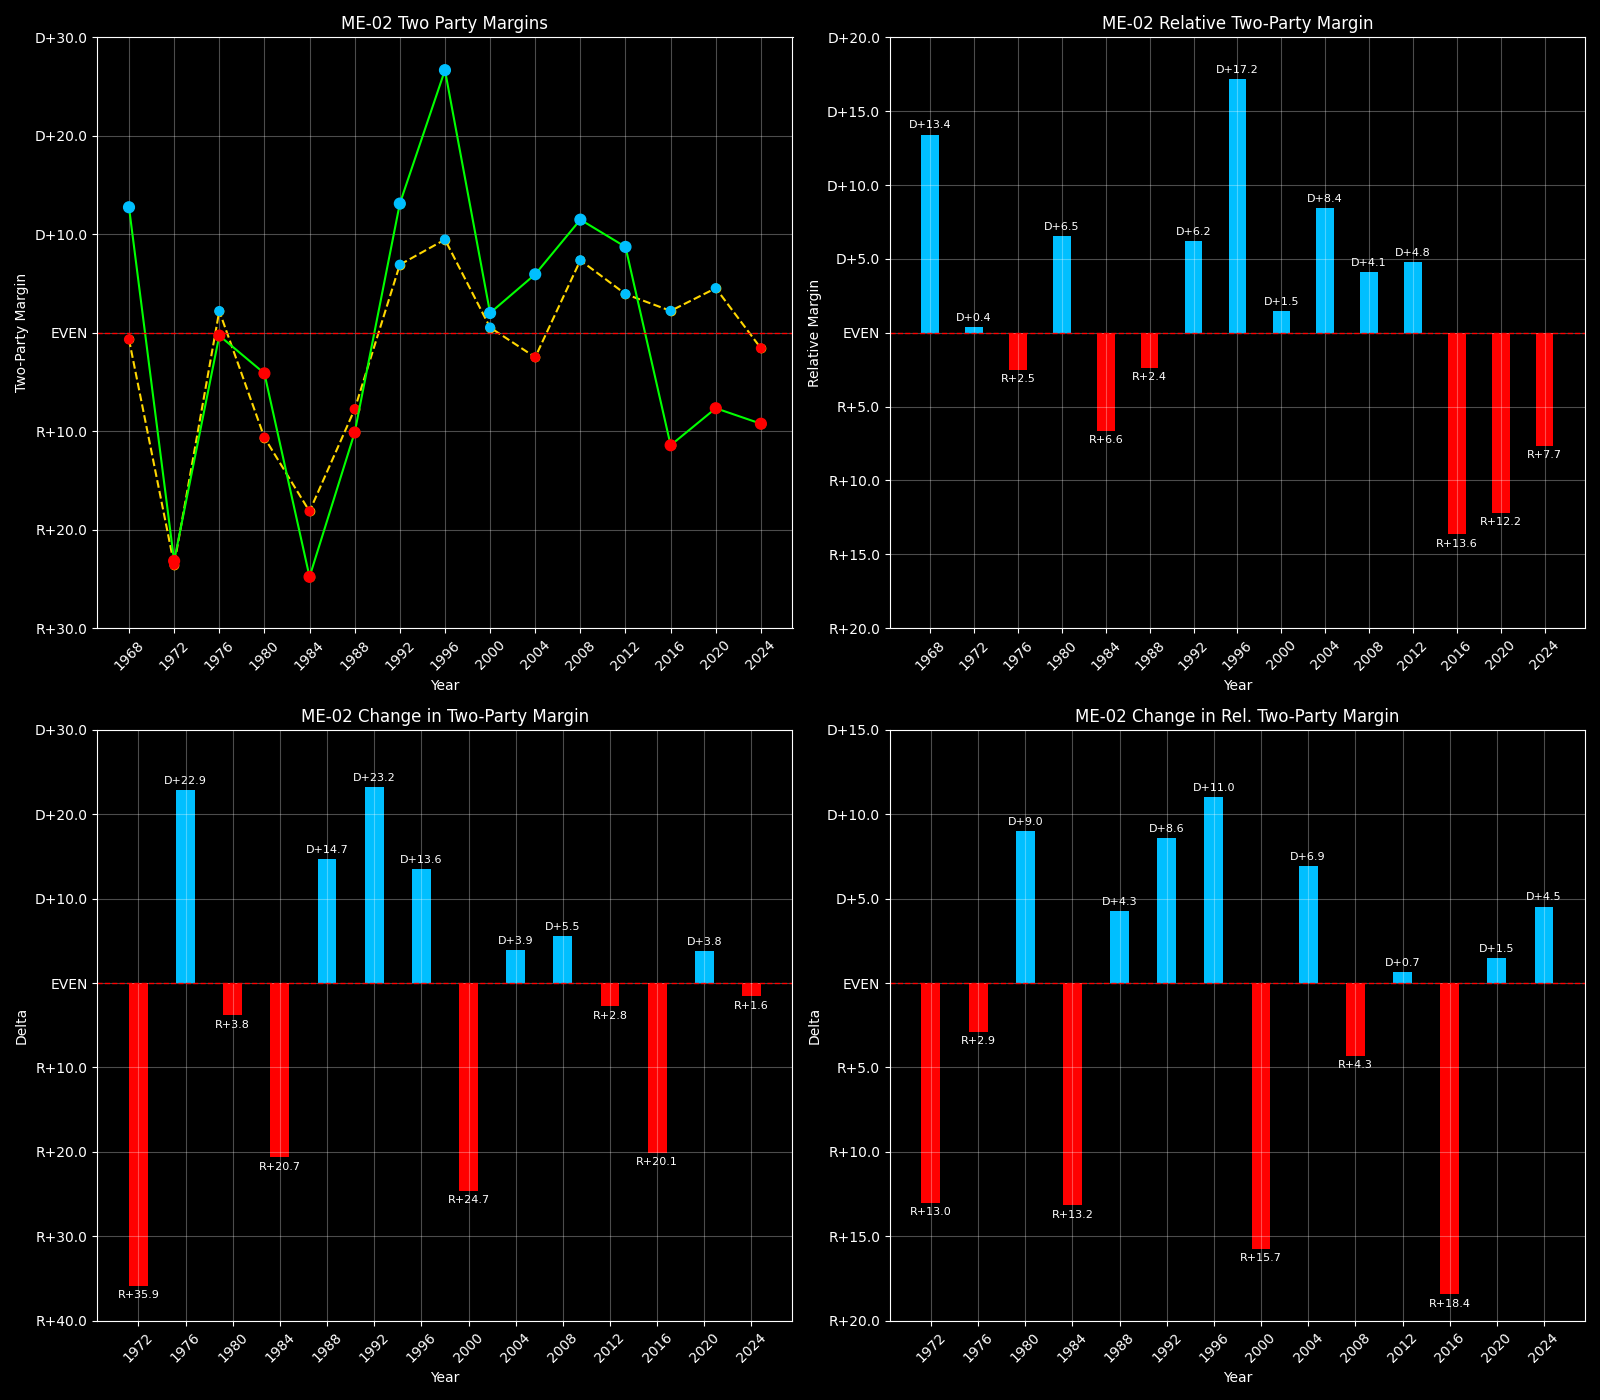 ME-02 Two Party Margins
D+30.0
D+20.0
D+10.0
EVEN
R+10.0
R+20.0
R+30.0
Two-Party Margin
1968 1972 1976 1980 1984 1988 1992 1996 2000 2004 2008 2012 2016 2020 2024
Year
ME-02 Relative Two-Party Margin
D+20.0
D+15.0
D+10.0
D+5.0
EVEN
R+5.0
R+10.0
R+15.0
R+20.0
Relative Margin
D+13.4
D+0.4
R+2.5
D+6.5
R+6.6
R+2.4
D+6.2
D+17.2
D+1.5
D+8.4
D+4.1
D+4.8
R+13.6
R+12.2
R+7.7
1968 1972 1976 1980 1984 1988 1992 1996 2000 2004 2008 2012 2016 2020 2024
Year
ME-02 Change in Two-Party Margin
D+30.0
D+20.0
D+10.0
EVEN
R+10.0
R+20.0
R+30.0
R+40.0
Delta
R+35.9
D+22.9
R+3.8
R+20.7
D+14.7
D+23.2
D+13.6
R+24.7
D+3.9
D+5.5
R+2.8
R+20.1
D+3.8
R+1.6
1972 1976 1980 1984 1988 1992 1996 2000 2004 2008 2012 2016 2020 2024
Year
ME-02 Change in Rel. Two-Party Margin
D+15.0
D+10.0
D+5.0
EVEN
R+5.0
R+10.0
R+15.0
R+20.0
Delta
R+13.0
R+2.9
D+9.0
R+13.2
D+4.3
D+8.6
D+11.0
R+15.7
D+6.9
R+4.3
D+0.7
R+18.4
D+1.5
D+4.5
1972 1976 1980 1984 1988 1992 1996 2000 2004 2008 2012 2016 2020 2024
Year